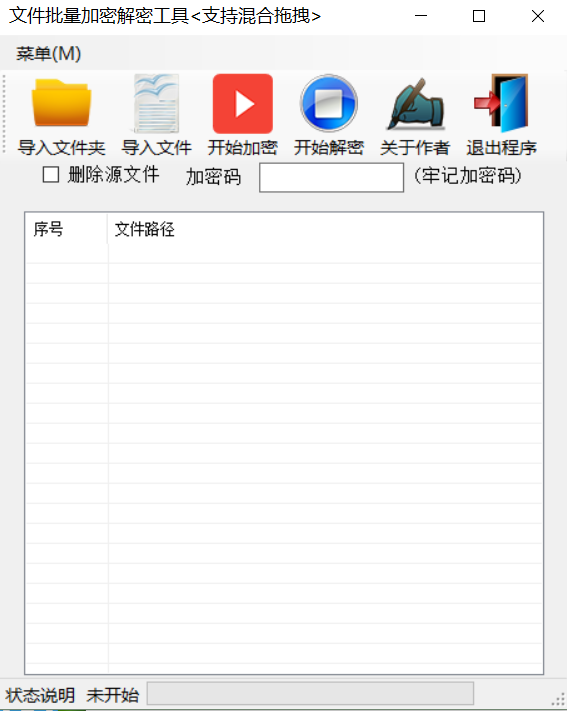 文件批量加密解密工具<支持混合拖拽>
菜单(M)
导入文件夹 导入文件 开始加密 开始解密 关于作者 退出程序
删除源文件 加密码 (牢记加密码)
序号 文件路径
状态说明 未开始